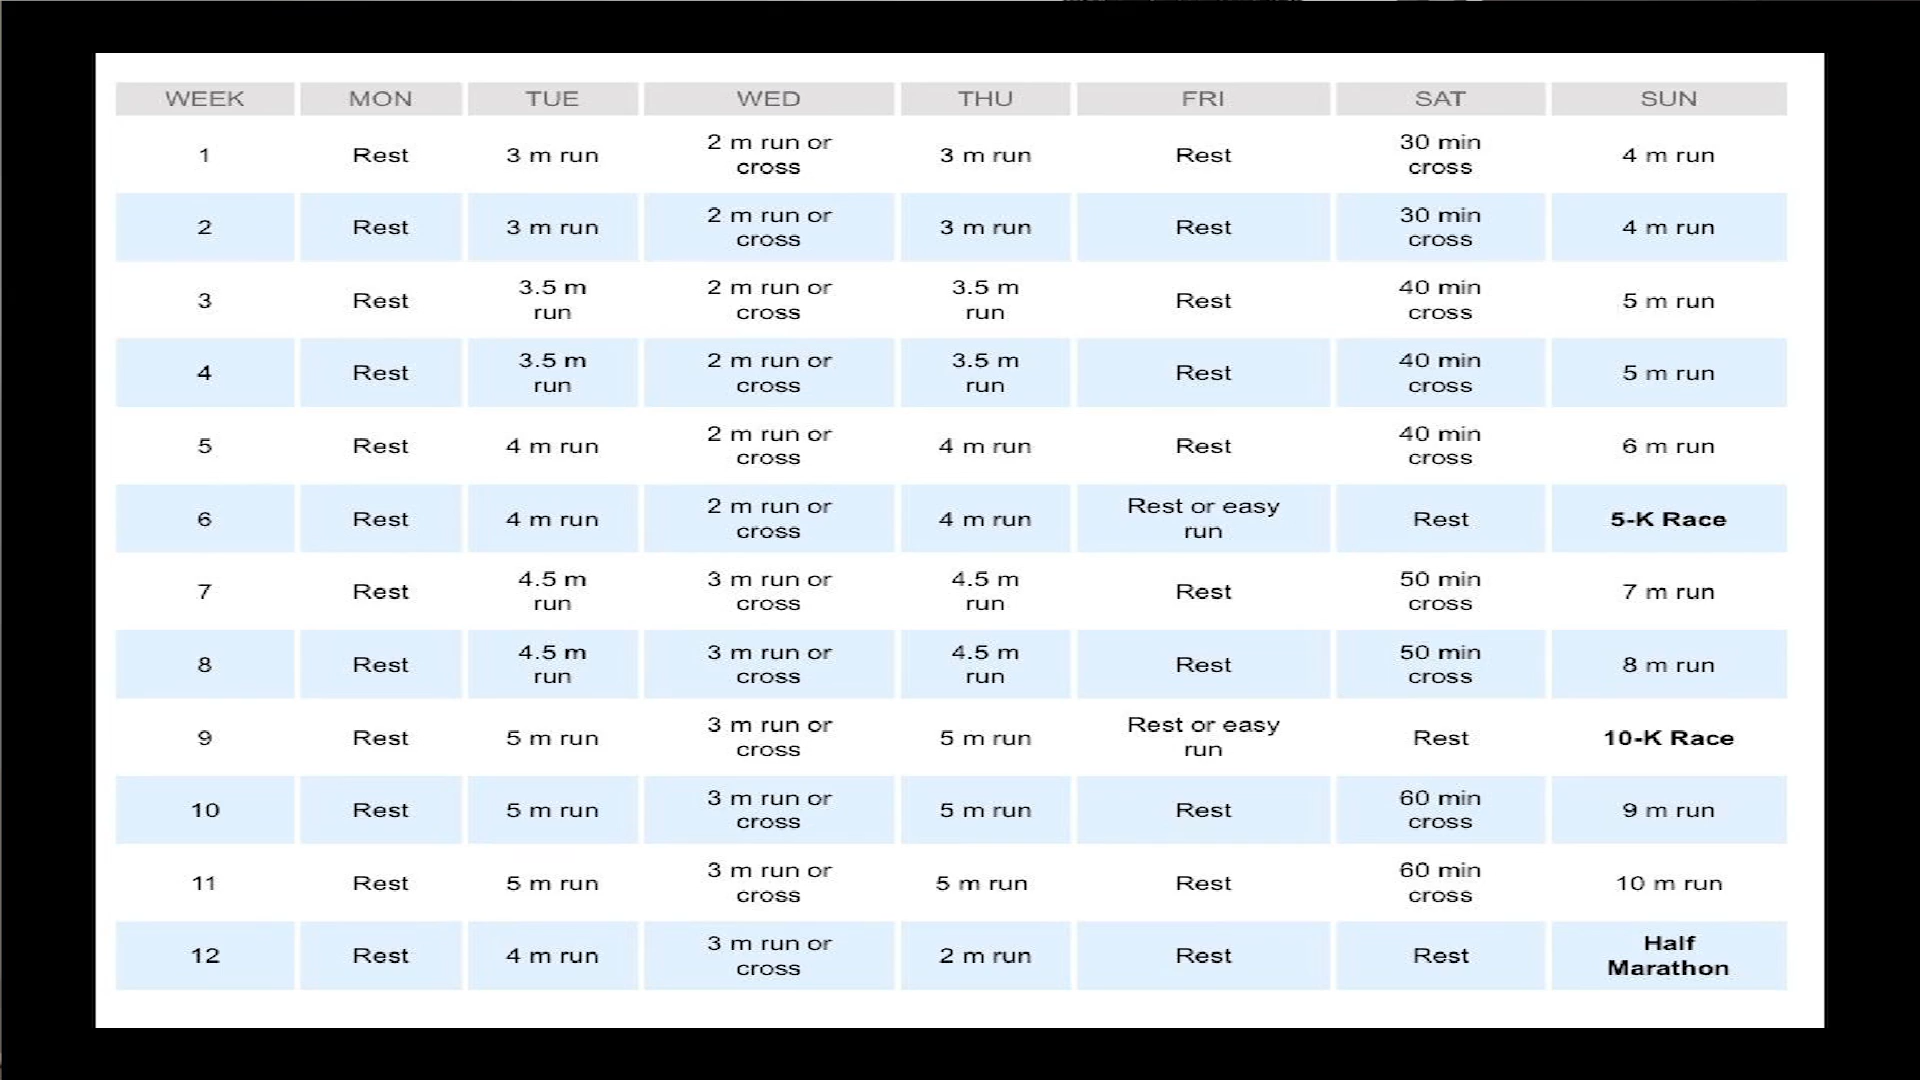 WEEK MON TUE WED THU FRI SAT SUN
1 Rest 3 m run 2 m run or cross 3 m run Rest 30 min cross 4 m run
2 Rest 3 m run 2 m run or cross 3 m run Rest 30 min cross 4 m run
3 Rest 3.5 m run 2 m run or cross 3.5 m run Rest 40 min cross 5 m run
4 Rest 3.5 m run 2 m run or cross 3.5 m run Rest 40 min cross 5 m run
5 Rest 4 m run 2 m run or cross 4 m run Rest 40 min cross 6 m run
6 Rest 4 m run 2 m run or cross 4 m run Rest or easy run Rest 5-K Race
7 Rest 4.5 m run 3 m run or cross 4.5 m run Rest 50 min cross 7 m run
8 Rest 4.5 m run 3 m run or cross 4.5 m run Rest 50 min cross 8 m run
9 Rest 5 m run 3 m run or cross 5 m run Rest or easy run Rest 10-K Race
10 Rest 5 m run 3 m run or cross 5 m run Rest 60 min cross 9 m run
11 Rest 5 m run 3 m run or cross 5 m run Rest 60 min cross 10 m run
12 Rest 4 m run 3 m run or cross 2 m run Rest Rest Half Marathon